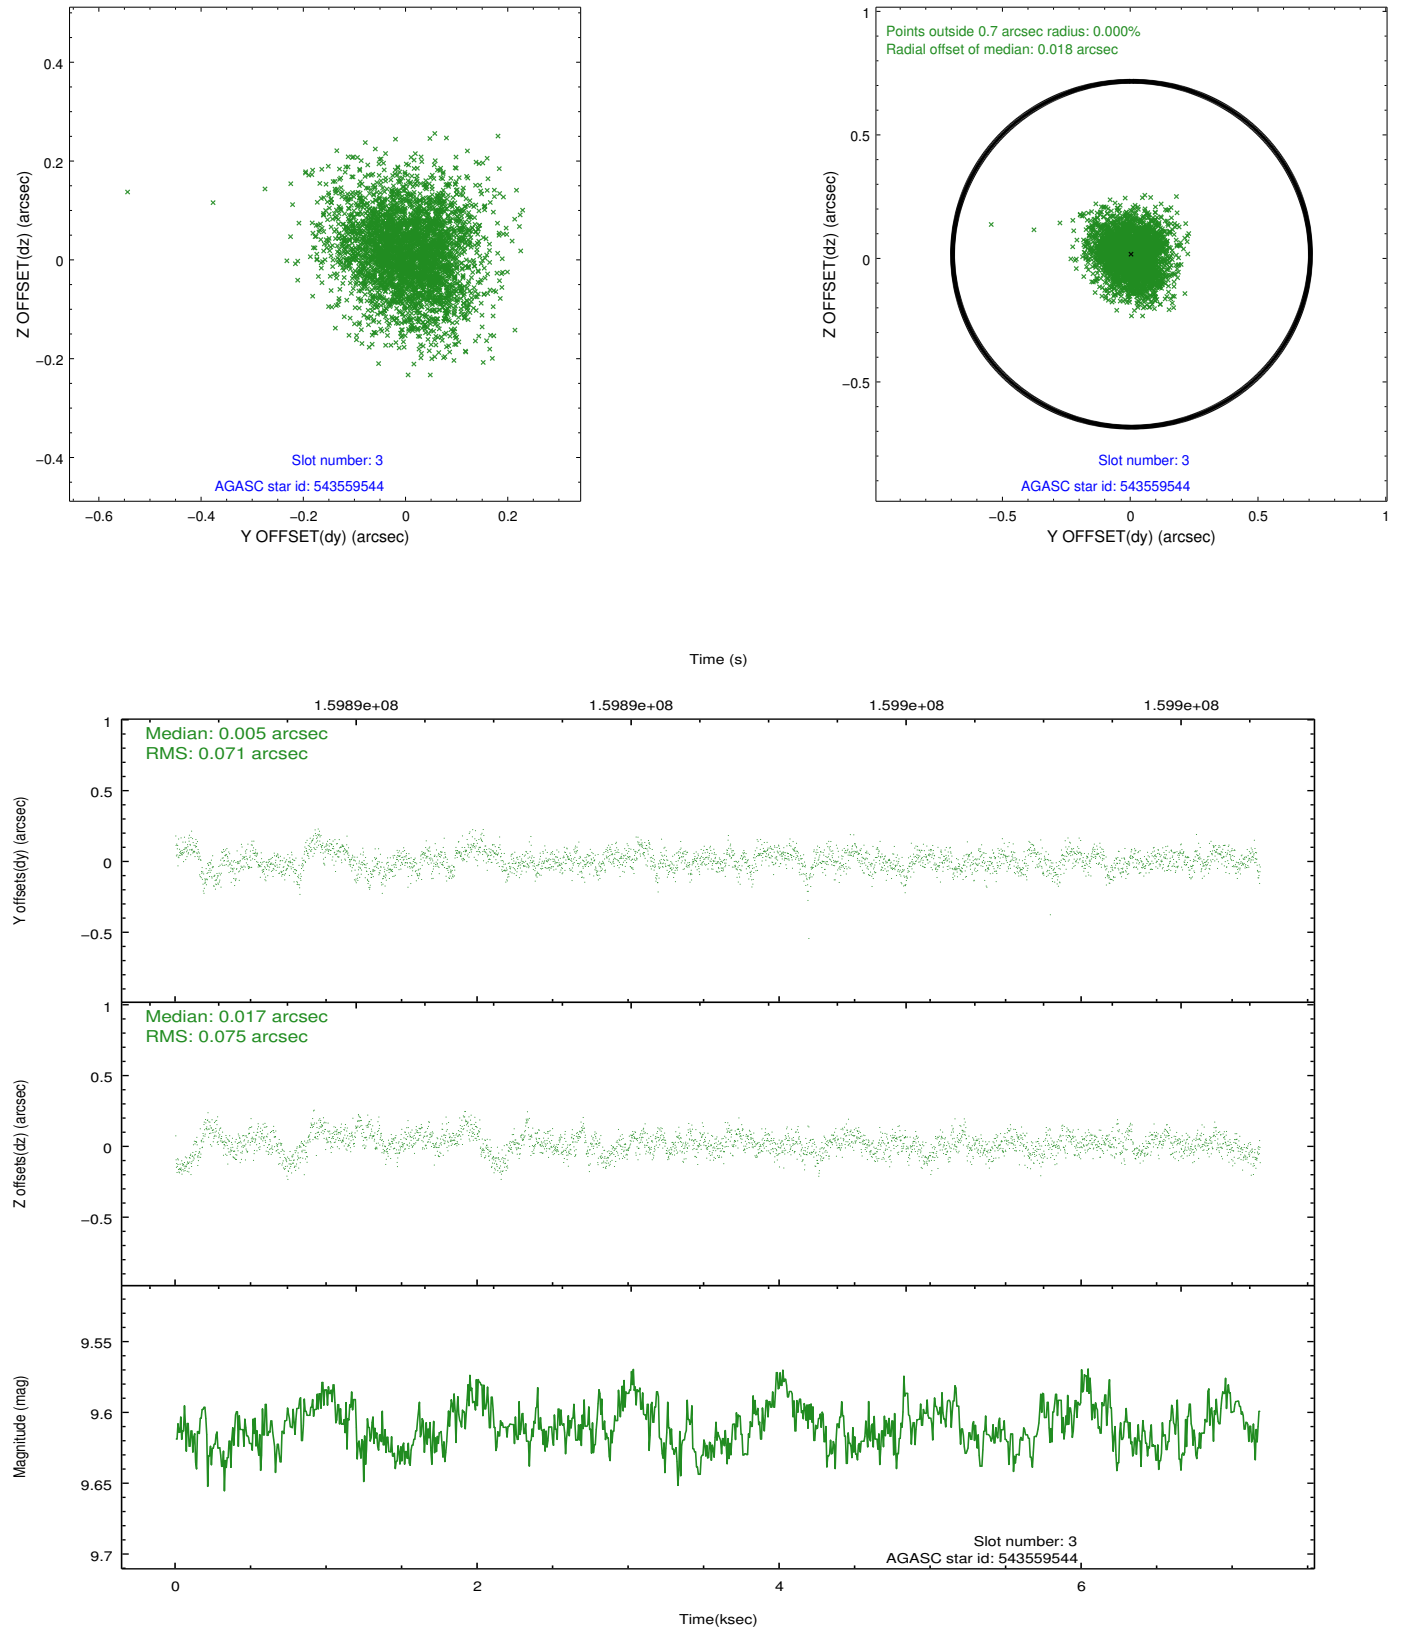 0.4
0.2
0
−0.2
−0.4
Z OFFSET(dz) (arcsec)
Slot number: 3
AGASC star id: 543559544
−0.6 −0.4 −0.2 0 0.2
Y OFFSET(dy) (arcsec)
1
0.5
0
−0.5
Z OFFSET(dz) (arcsec)
Points outside 0.7 arcsec radius: 0.000%
Radial offset of median: 0.018 arcsec
Slot number: 3
AGASC star id: 543559544
−0.5 0 0.5 1
Y OFFSET(dy) (arcsec)
Time (s)
1.5989e+08 1.5989e+08 1.599e+08 1.599e+08
1
0.5
0
−0.5
Y offsets(dy) (arcsec)
Median: 0.005 arcsec
RMS: 0.071 arcsec
1
0.5
0
−0.5
Z offsets(dz) (arcsec)
Median: 0.017 arcsec
RMS: 0.075 arcsec
9.55
9.6
9.65
9.7
Magnitude (mag)
Slot number: 3
AGASC star id: 543559544
0 2 4 6
Time(ksec)